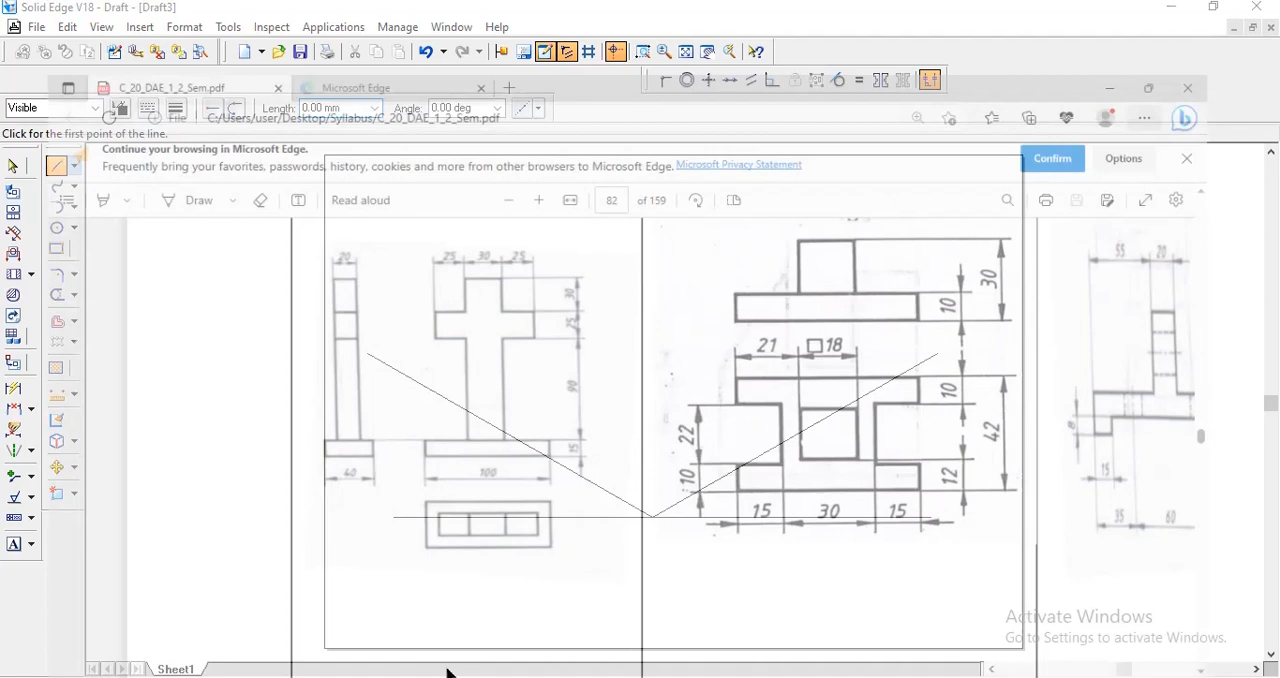 Solid Edge V18 - Draft - [Draft3]
File Edit View Insert Format Tools Inspect Applications Manage Window Help
C_20_DAE_1_2_Sem.pdf Microsoft Edge
Visible Length: 0.00 mm Angle: 0.00 deg
File C:/Users/user/Desktop/Syllabus/C_20_DAE_1_2_Sem.pdf
Click for the first point of the line.
Continue your browsing in Microsoft Edge.
Frequently bring your favorites, passwords, history, cookies and more from other browsers to Microsoft Edge. Microsoft Privacy Statement
Confirm Options
Draw Read aloud 82 of 159
20 25 30 25
30
25
90
15
40 100
30
10
21 □18
10
22 42
10 12
15 30 15
55 20
8
15
35 60
Activate Windows
Go to Settings to activate Windows.
Sheet1